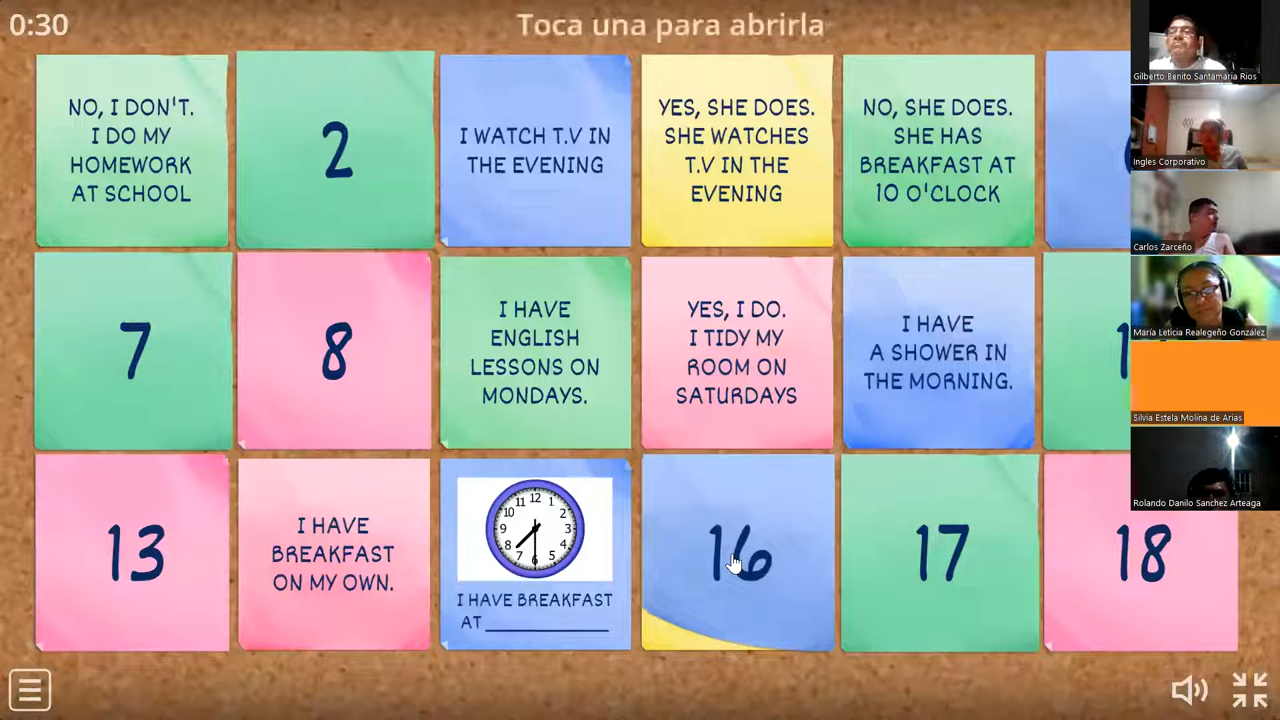 0:30
Toca una para abrirla
NO, I DON'T.
I DO MY
HOMEWORK
AT SCHOOL
2
I WATCH T.V IN
THE EVENING
YES, SHE DOES.
SHE WATCHES
T.V IN THE
EVENING
NO, SHE DOES.
SHE HAS
BREAKFAST AT
10 O'CLOCK
7
8
I HAVE
ENGLISH
LESSONS ON
MONDAYS.
YES, I DO.
I TIDY MY
ROOM ON
SATURDAYS
I HAVE
A SHOWER IN
THE MORNING.
13
I HAVE
BREAKFAST
ON MY OWN.
12
11 1
10 2
9 3
8 4
7 5
6
I HAVE BREAKFAST
AT ______________
16
17
18
Gilberto Benito Santamaria Rios
Ingles Corporativo
Carlos Zarceño
María Leticia Realegeño González
Silvia Estela Molina de Arias
Rolando Danilo Sanchez Arteaga